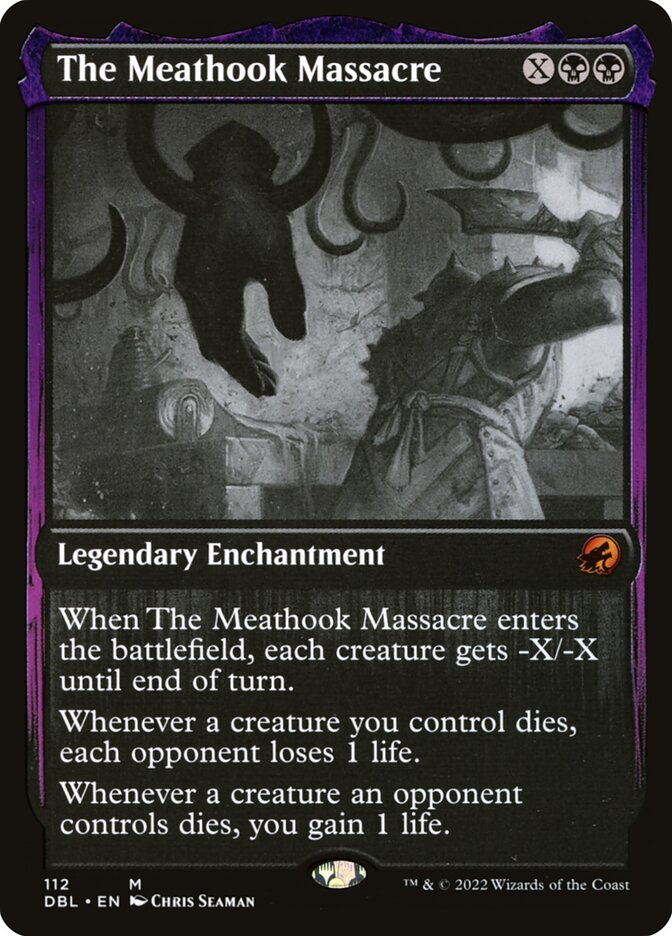 The Meathook Massacre X
Legendary Enchantment
When The Meathook Massacre enters
the battlefield, each creature gets -X/-X
until end of turn.
Whenever a creature you control dies,
each opponent loses 1 life.
Whenever a creature an opponent
controls dies, you gain 1 life.
112 M
DBL • EN Chris Seaman
™ & © 2022 Wizards of the Coast